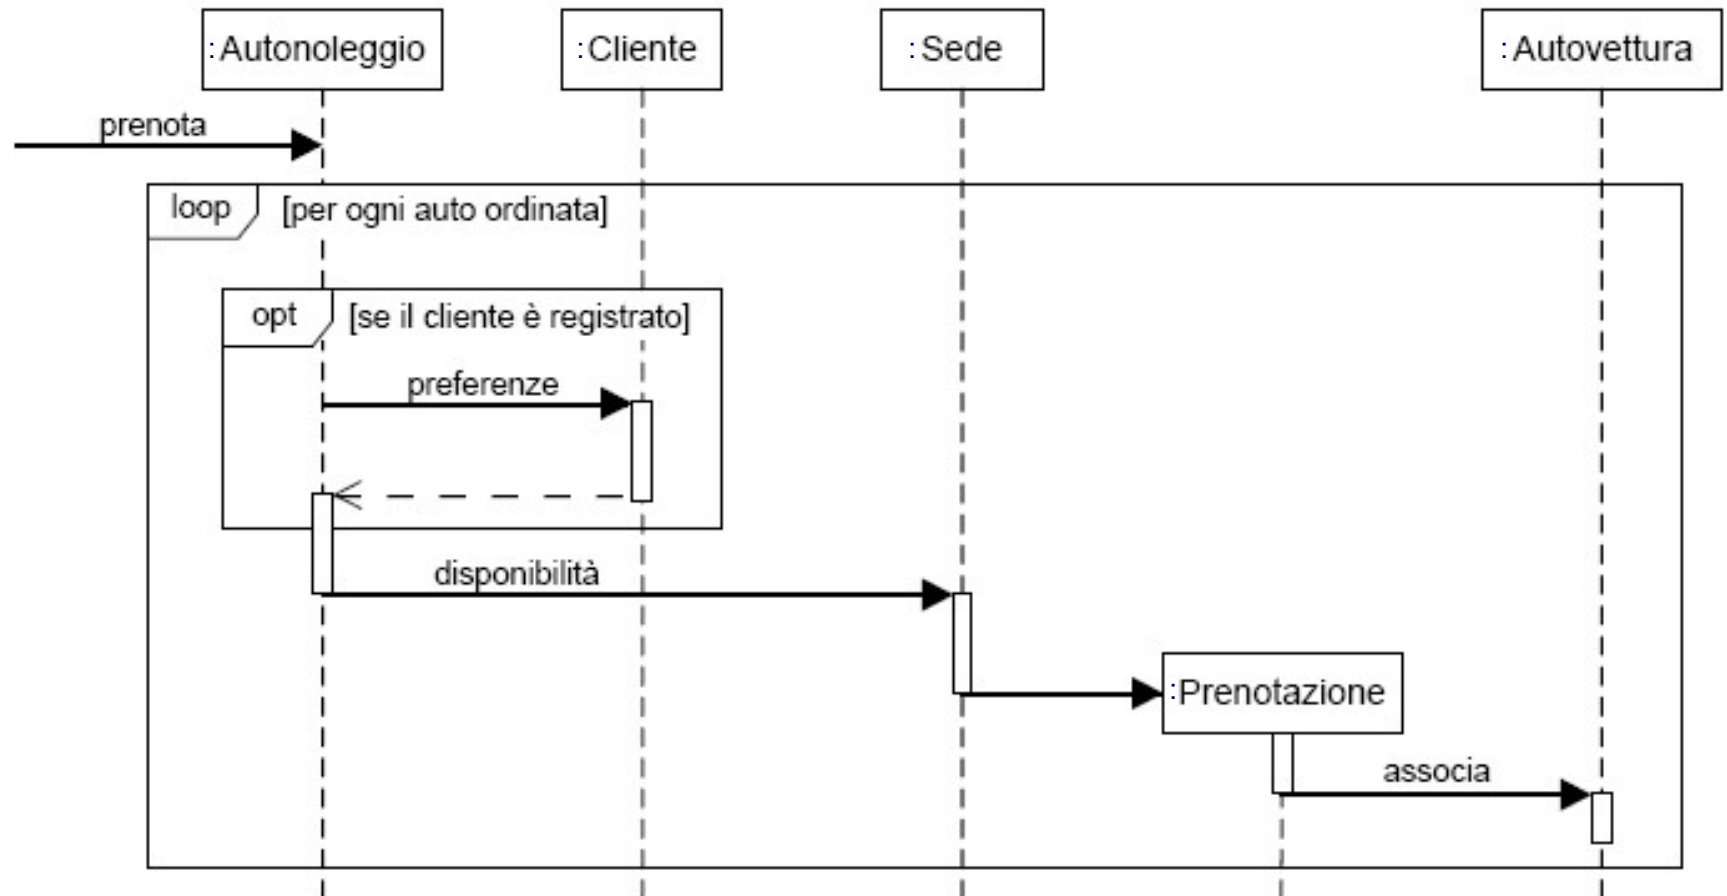 :Autonoleggio
:Cliente
:Sede
:Autovettura
prenota
loop
[per ogni auto ordinata]
opt
[se il cliente è registrato]
preferenze
disponibilità
:Prenotazione
associa